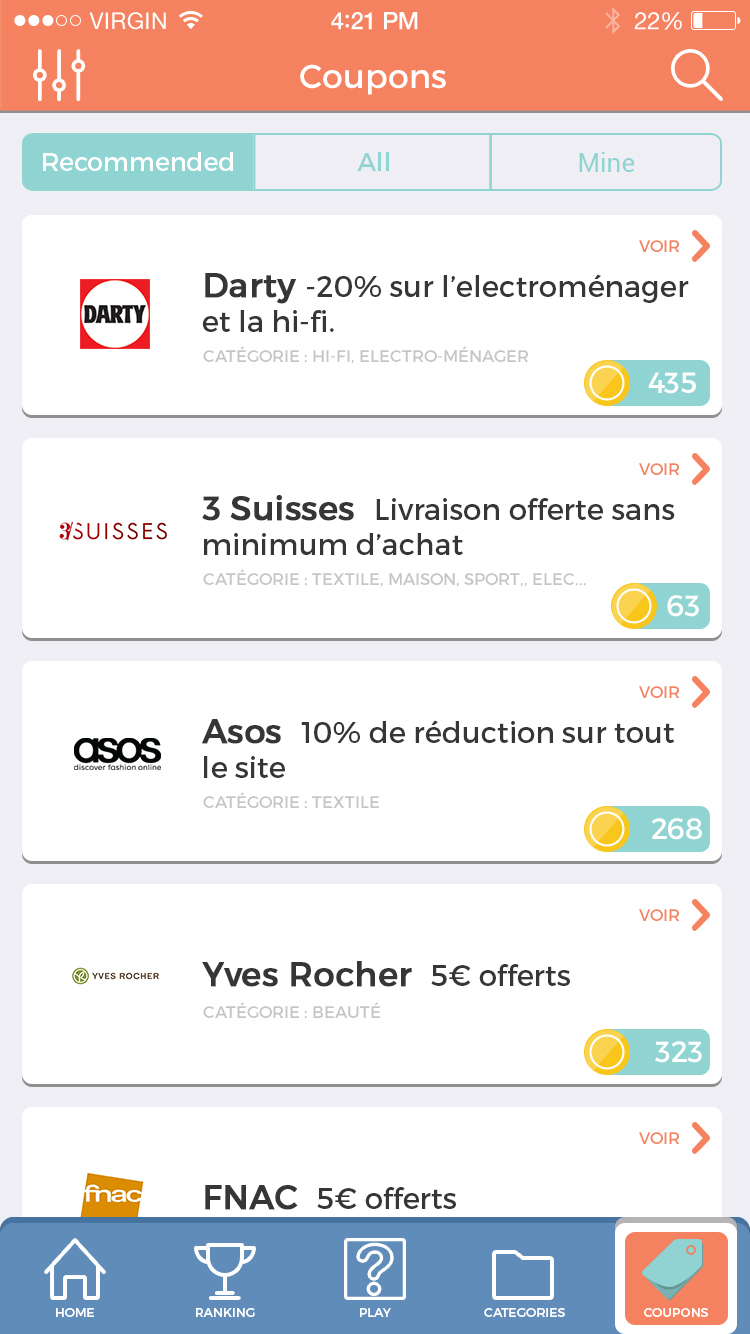 VIRGIN 4:21 PM 22%
Coupons
Recommended All Mine
VOIR
DARTY
Darty -20% sur l’electroménager
et la hi-fi.
CATÉGORIE : HI-FI, ELECTRO-MÉNAGER
435
VOIR
3 SUISSES
3 Suisses Livraison offerte sans
minimum d’achat
CATÉGORIE : TEXTILE, MAISON, SPORT,, ELEC...
63
VOIR
asos
discover fashion online
Asos 10% de réduction sur tout
le site
CATÉGORIE : TEXTILE
268
VOIR
YVES ROCHER
Yves Rocher 5€ offerts
CATÉGORIE : BEAUTÉ
323
VOIR
fnac
FNAC 5€ offerts
HOME RANKING PLAY CATEGORIES COUPONS